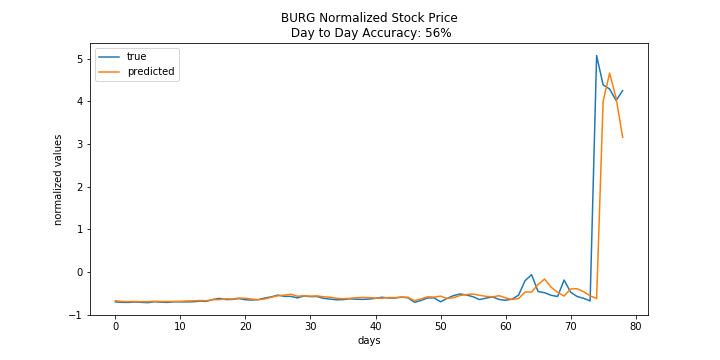 BURG Normalized Stock Price
Day to Day Accuracy: 56%
true
predicted
normalized values
5
4
3
2
1
0
−1
0 10 20 30 40 50 60 70 80
days